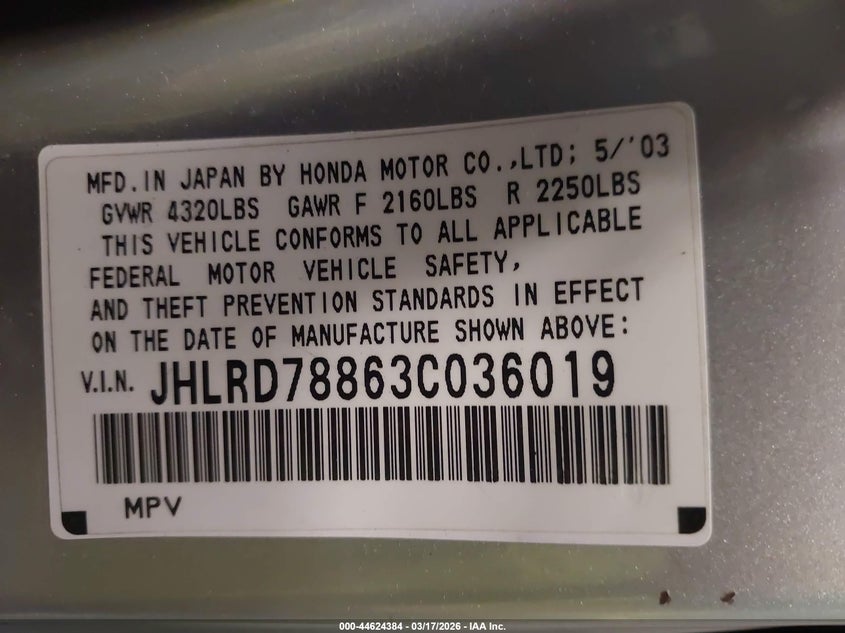 MFD.IN JAPAN BY HONDA MOTOR CO.,LTD; 5/'03
GVWR 4320LBS GAWR F 2160LBS R 2250LBS
THIS VEHICLE CONFORMS TO ALL APPLICABLE
FEDERAL MOTOR VEHICLE SAFETY,
AND THEFT PREVENTION STANDARDS IN EFFECT
ON THE DATE OF MANUFACTURE SHOWN ABOVE:
V.I.N. JHLRD78863C036019
MPV
000-44624384 - 03/17/2026 - IAA Inc.